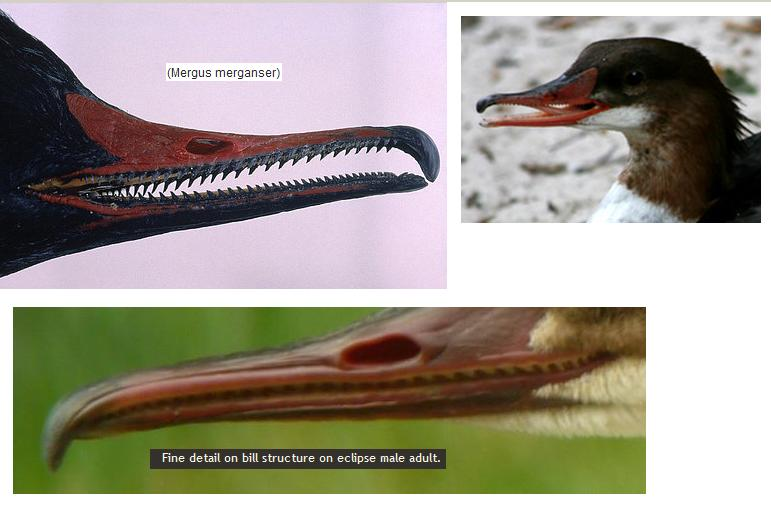 (Mergus merganser)
Fine detail on bill structure on eclipse male adult.